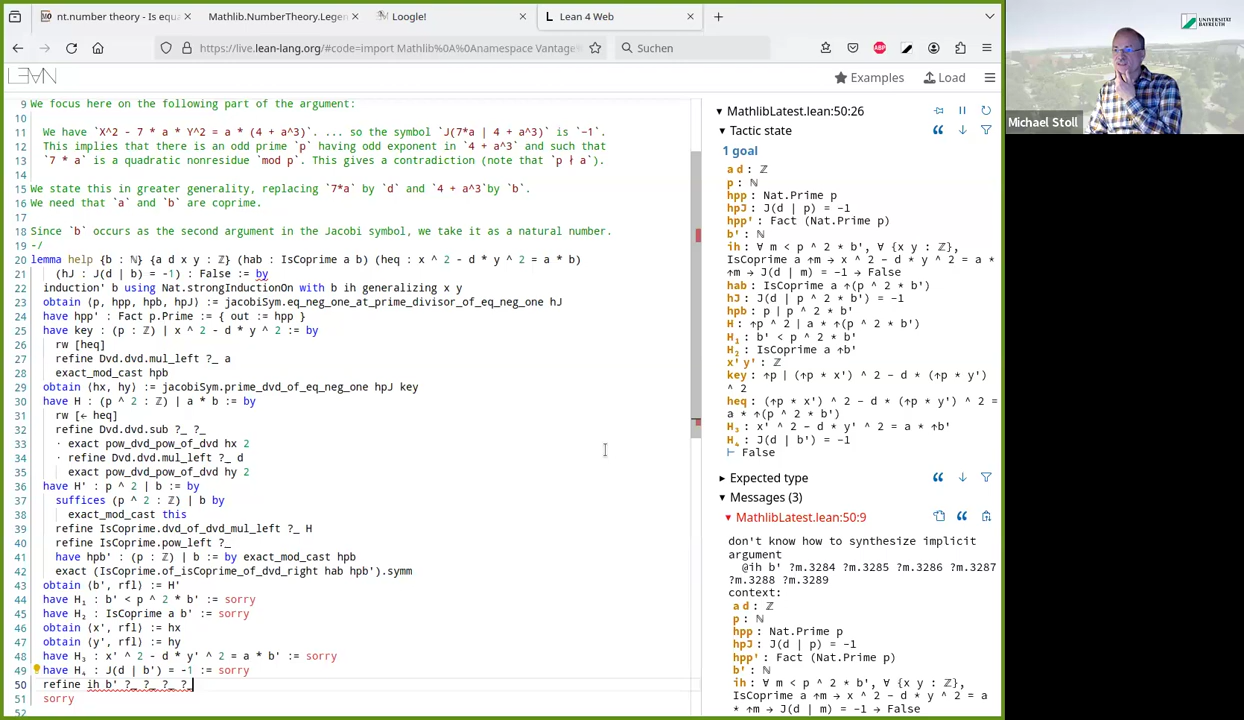 nt.number theory - Is equa
Mathlib.NumberTheory.Legen
Loogle!
Lean 4 Web
https://live.lean-lang.org/#code=import Mathlib%0A%0Anamespace Vantage
Suchen
Examples
Load
9 We focus here on the following part of the argument:
10
11 We have `X^2 - 7 * a * Y^2 = a * (4 + a^3)`. ... so the symbol `J(7*a | 4 + a^3)` is `−1`.
12 This implies that there is an odd prime `p` having odd exponent in `4 + a^3` and such that
13 `7 * a` is a quadratic nonresidue `mod p`. This gives a contradiction (note that `p ∤ a`).
14
15 We state this in greater generality, replacing `7*a` by `d` and `4 + a^3`by `b`.
16 We need that `a` and `b` are coprime.
17
18 Since `b` occurs as the second argument in the Jacobi symbol, we take it as a natural number.
19 -/
20 lemma help {b : ℕ} {a d x y : ℤ} (hab : IsCoprime a b) (heq : x ^ 2 - d * y ^ 2 = a * b)
21 (hJ : J(d | b) = -1) : False := by
22 induction' b using Nat.strongInductionOn with b ih generalizing x y
23 obtain ⟨p, hpp, hpb, hpJ⟩ := jacobiSym.eq_neg_one_at_prime_divisor_of_eq_neg_one hJ
24 have hpp' : Fact p.Prime := { out := hpp }
25 have key : (p : ℤ) | x ^ 2 - d * y ^ 2 := by
26 rw [heq]
27 refine Dvd.dvd.mul_left ?_ a
28 exact_mod_cast hpb
29 obtain ⟨hx, hy⟩ := jacobiSym.prime_dvd_of_eq_neg_one hpJ key
30 have H : (p ^ 2 : ℤ) | a * b := by
31 rw [← heq]
32 refine Dvd.dvd.sub ?_ ?_
33 · exact pow_dvd_pow_of_dvd hx 2
34 · refine Dvd.dvd.mul_left ?_ d
35 exact pow_dvd_pow_of_dvd hy 2
36 have H' : p ^ 2 | b := by
37 suffices (p ^ 2 : ℤ) | b by
38 exact_mod_cast this
39 refine IsCoprime.dvd_of_dvd_mul_left ?_ H
40 refine IsCoprime.pow_left ?_
41 have hpb' : (p : ℤ) | b := by exact_mod_cast hpb
42 exact (IsCoprime.of_isCoprime_of_dvd_right hab hpb').symm
43 obtain ⟨b', rfl⟩ := H'
44 have H₁ : b' < p ^ 2 * b' := sorry
45 have H₂ : IsCoprime a b' := sorry
46 obtain ⟨x', rfl⟩ := hx
47 obtain ⟨y', rfl⟩ := hy
48 have H₃ : x' ^ 2 - d * y' ^ 2 = a * b' := sorry
49 have H₄ : J(d | b') = -1 := sorry
50 refine ih b' ?_ ?_ ?_ ?_
51 sorry
52
MathlibLatest.lean:50:26
Tactic state
1 goal
a d : ℤ
p : ℕ
hpp : Nat.Prime p
hpJ : J(d | p) = -1
hpp' : Fact (Nat.Prime p)
b' : ℕ
ih : ∀ m < p ^ 2 * b', ∀ {x y : ℤ},
IsCoprime a ↑m → x ^ 2 - d * y ^ 2 = a *
↑m → J(d | m) = -1 → False
hab : IsCoprime a ↑(p ^ 2 * b')
hJ : J(d | p ^ 2 * b') = -1
hpb : p | p ^ 2 * b'
H : ↑p ^ 2 | a * ↑(p ^ 2 * b')
H₁ : b' < p ^ 2 * b'
H₂ : IsCoprime a ↑b'
x' y' : ℤ
key : ↑p | (↑p * x') ^ 2 - d * (↑p * y')
^ 2
heq : (↑p * x') ^ 2 - d * (↑p * y') ^ 2 =
a * ↑(p ^ 2 * b')
H₃ : x' ^ 2 - d * y' ^ 2 = a * ↑b'
H₄ : J(d | b') = -1
⊢ False
Expected type
Messages (3)
MathlibLatest.lean:50:9
don't know how to synthesize implicit
argument
@ih b' ?m.3284 ?m.3285 ?m.3286 ?m.3287
?m.3288 ?m.3289
context:
a d : ℤ
p : ℕ
hpp : Nat.Prime p
hpJ : J(d | p) = -1
hpp' : Fact (Nat.Prime p)
b' : ℕ
ih : ∀ m < p ^ 2 * b', ∀ {x y : ℤ},
IsCoprime a ↑m → x ^ 2 - d * y ^ 2 = a *
↑m → J(d | m) = -1 → False
UNIVERSITÄT
BAYREUTH
Michael Stoll